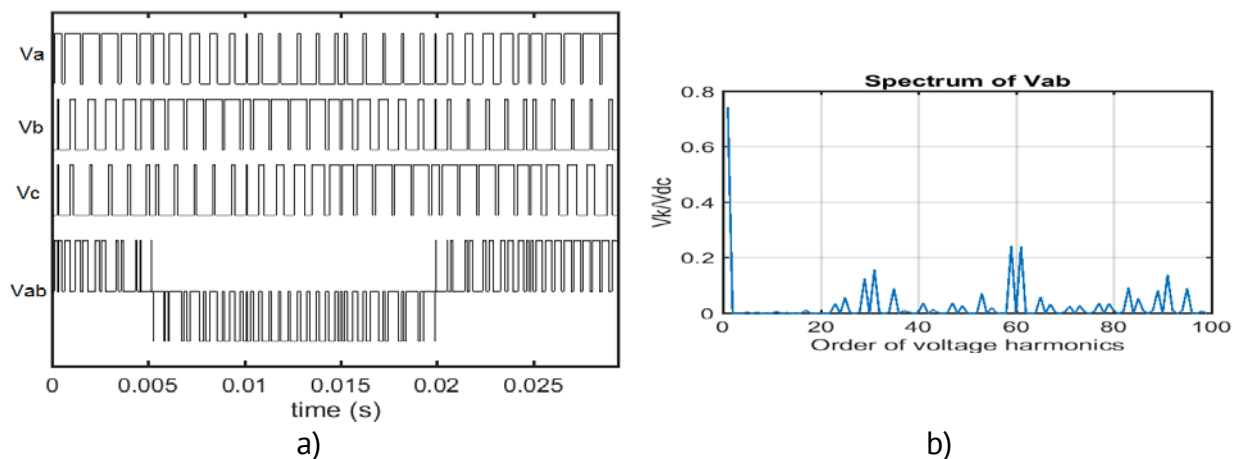 Va
Vb
Vc
Vab
0 0.005 0.01 0.015 0.02 0.025
time (s)
a)
Spectrum of Vab
Vk/Vdc
0.8
0.6
0.4
0.2
0
0 20 40 60 80 100
Order of voltage harmonics
b)